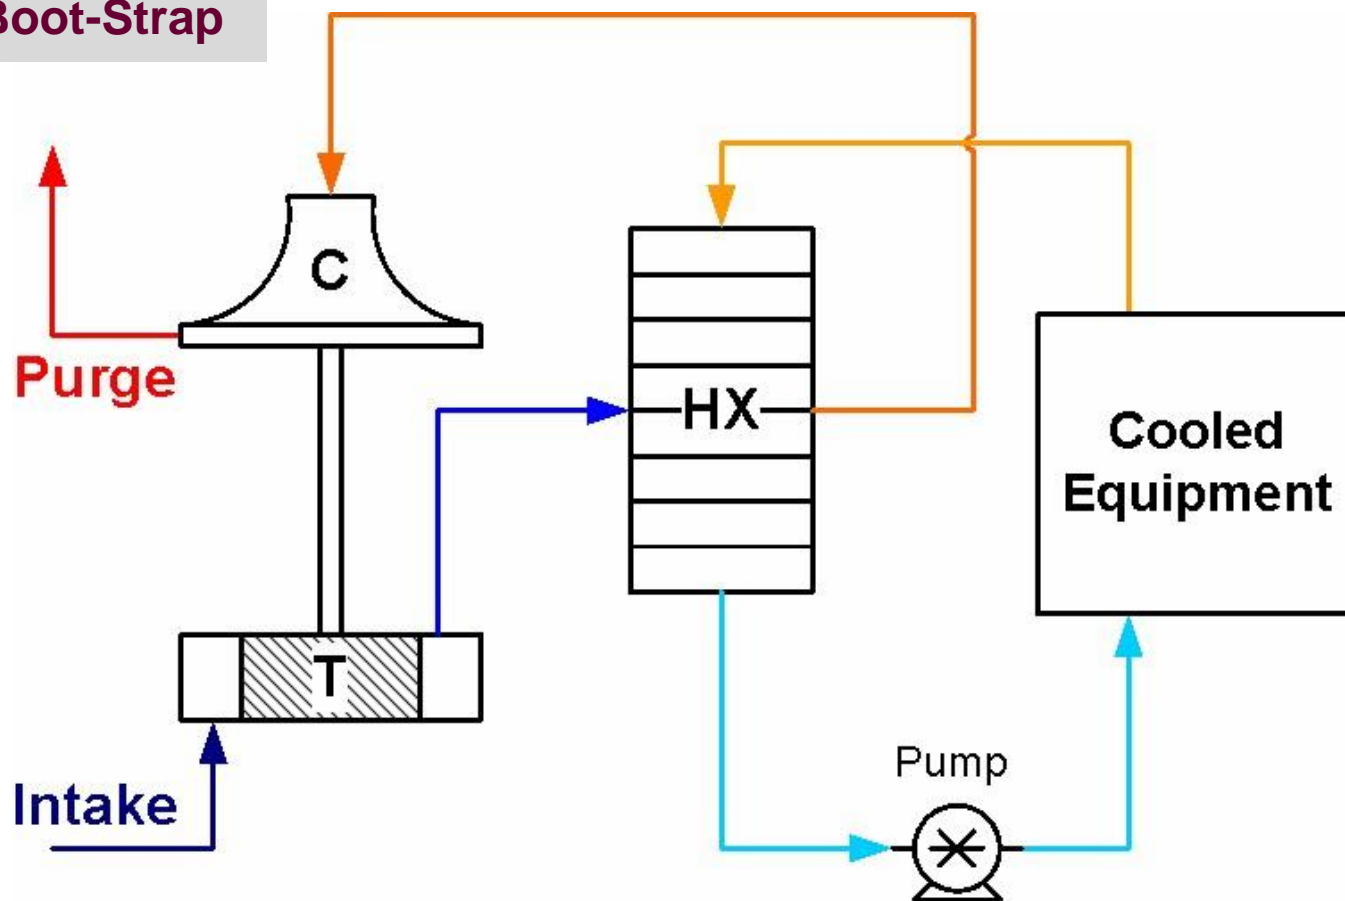 Boot-Strap
C
Purge
HX
Cooled
Equipment
T
Pump
Intake